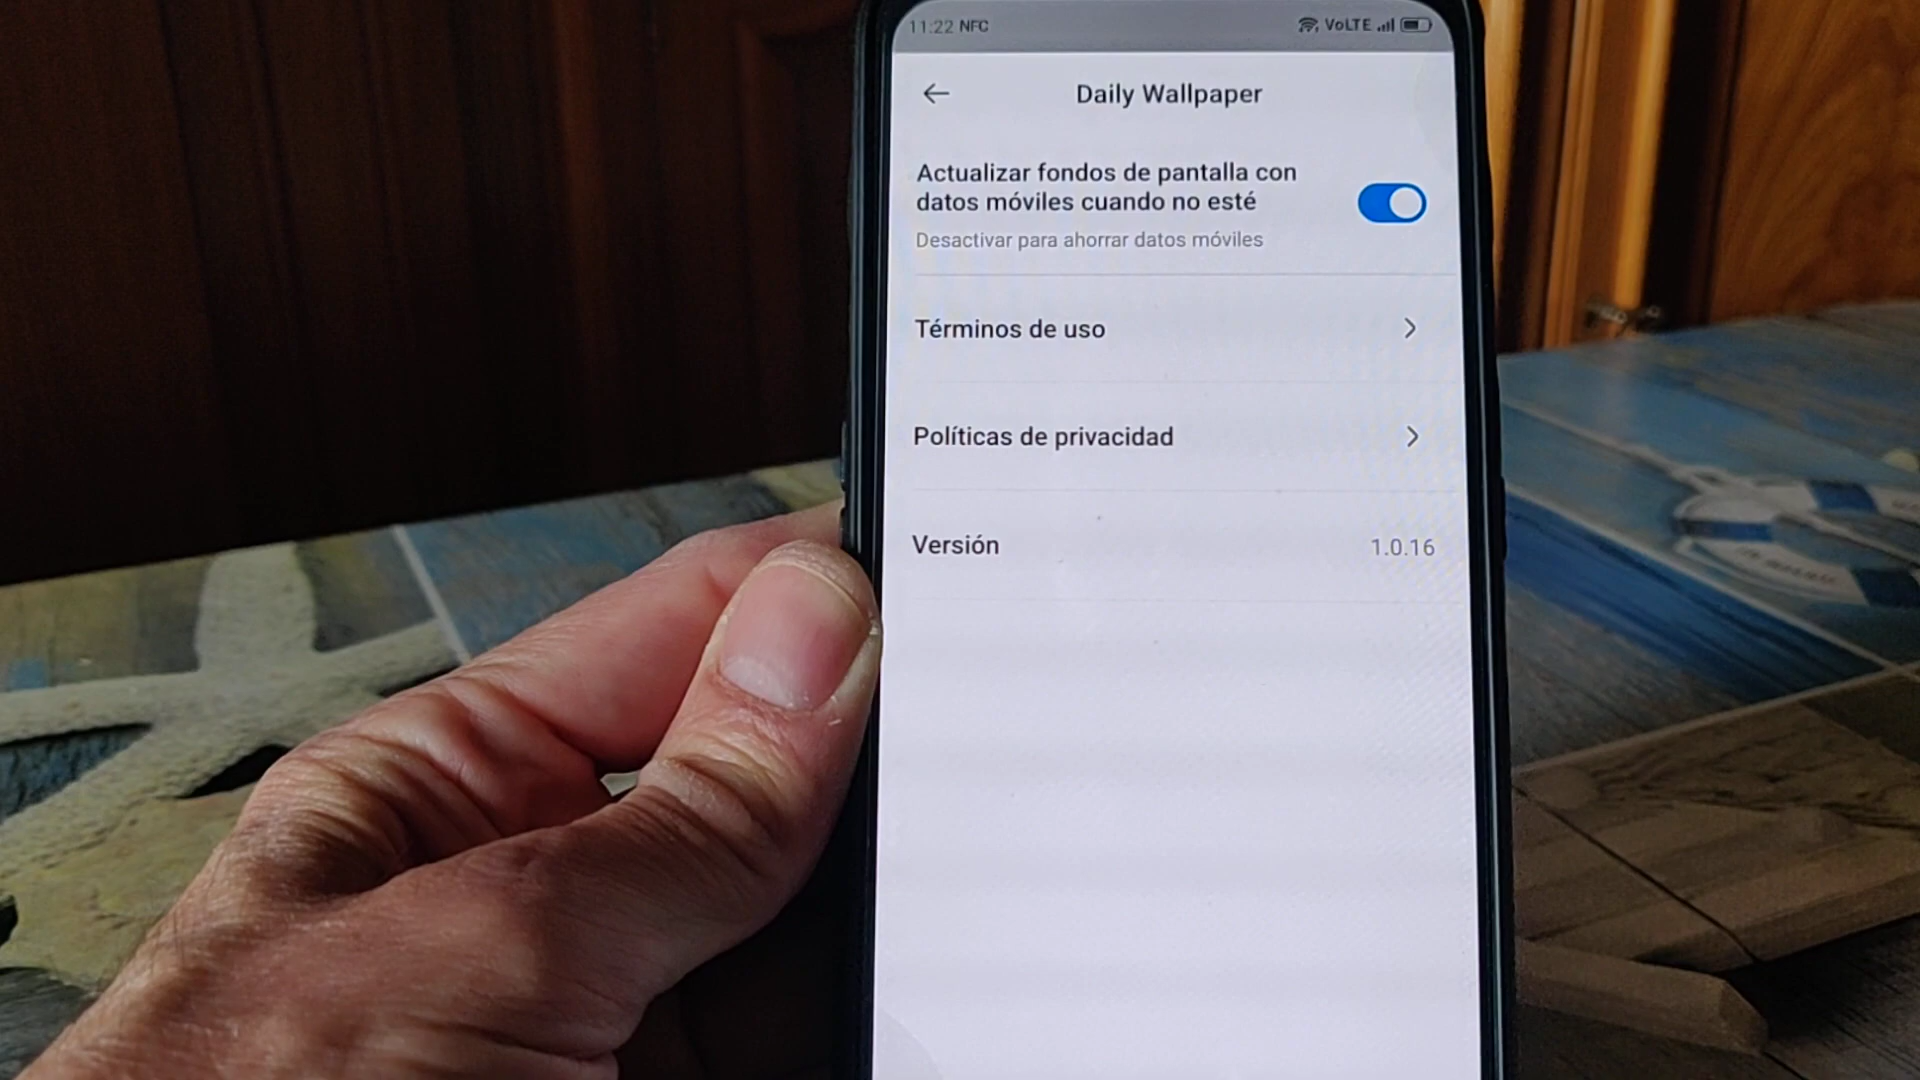 11:22 NFC VoLTE
Daily Wallpaper
Actualizar fondos de pantalla con
datos móviles cuando no esté
Desactivar para ahorrar datos móviles
Términos de uso
Políticas de privacidad
Versión 1.0.16